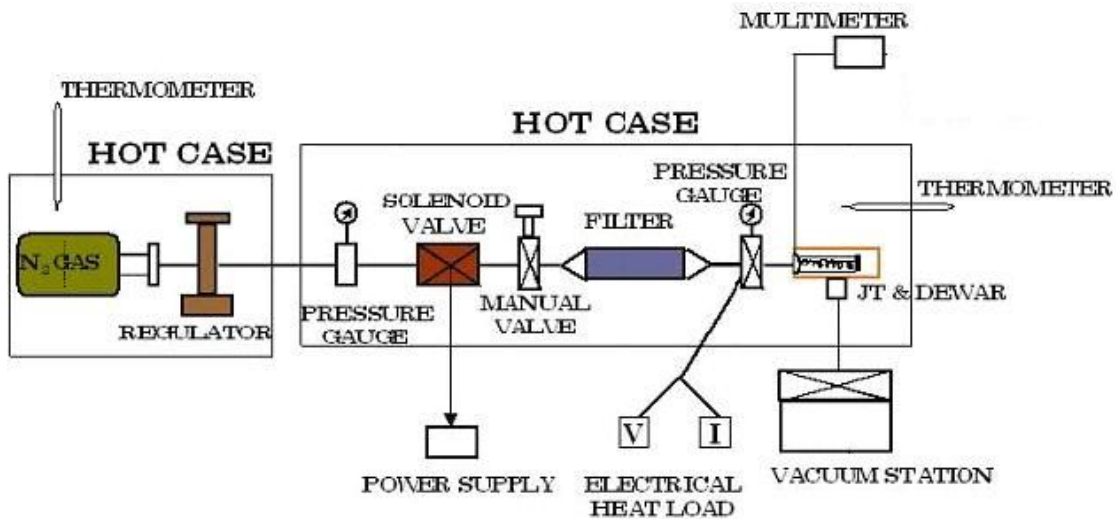 MULTIMETER
THERMOMETER
HOT CASE
HOT CASE
PRESSURE
GAUGE
THERMOMETER
SOLENOID
VALVE
FILTER
N₂ GAS
JT & DEWAR
REGULATOR
PRESSURE
GAUGE
MANUAL
VALVE
V
I
POWER SUPPLY
ELECTRICAL
HEAT LOAD
VACUUM STATION